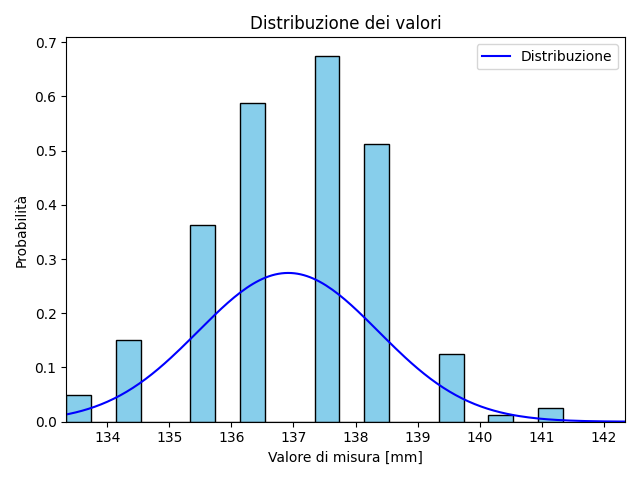 Distribuzione dei valori
Distribuzione
Probabilità
0.7
0.6
0.5
0.4
0.3
0.2
0.1
0.0
134 135 136 137 138 139 140 141 142
Valore di misura [mm]